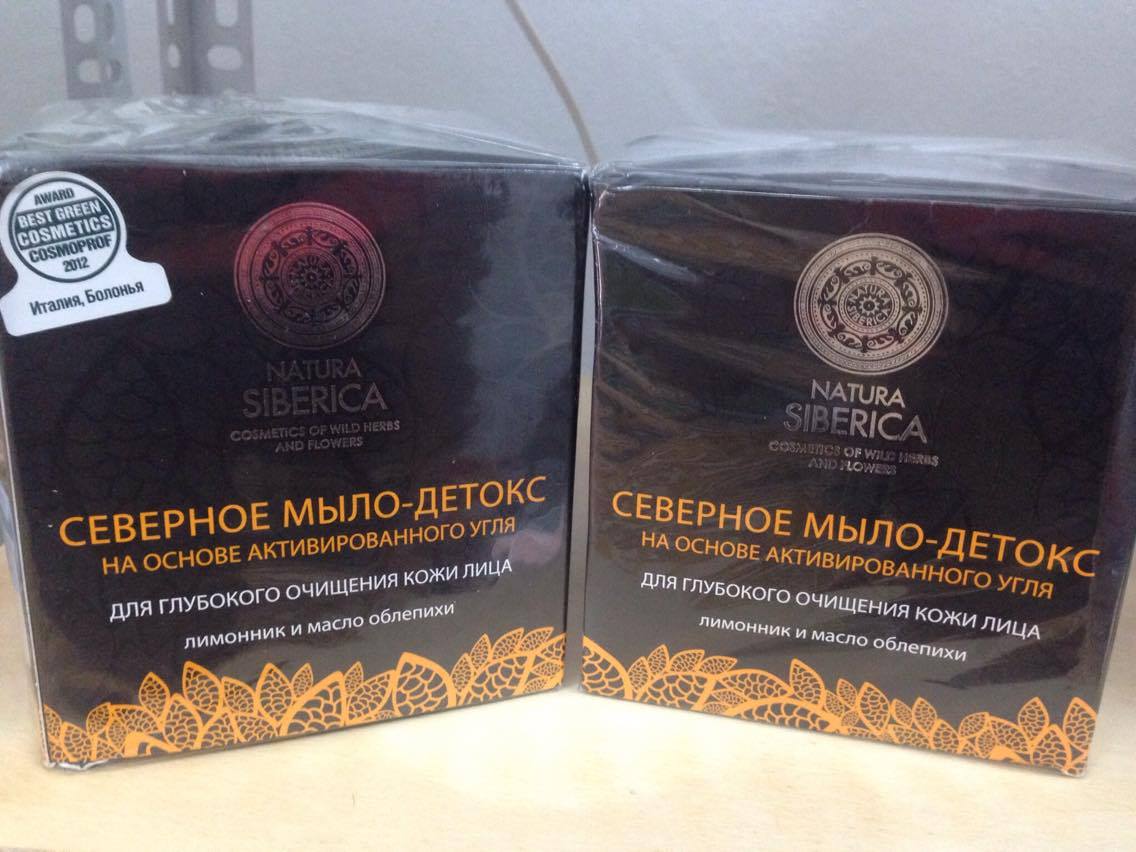 AWARD
BEST GREEN
COSMETICS
COSMOPROF
2012
Италия, Болонья
NATURA
SIBERICA
COSMETICS OF WILD HERBS
AND FLOWERS
СЕВЕРНОЕ МЫЛО-ДЕТОКС
НА ОСНОВЕ АКТИВИРОВАННОГО УГЛЯ
ДЛЯ ГЛУБОКОГО ОЧИЩЕНИЯ КОЖИ ЛИЦА
лимонник и масло облепихи
NATURA
SIBERICA
NATURA
SIBERICA
COSMETICS OF WILD HERBS
AND FLOWERS
СЕВЕРНОЕ МЫЛО-ДЕТОКС
НА ОСНОВЕ АКТИВИРОВАННОГО УГЛЯ
ДЛЯ ГЛУБОКОГО ОЧИЩЕНИЯ КОЖИ ЛИЦА
лимонник и масло облепихи